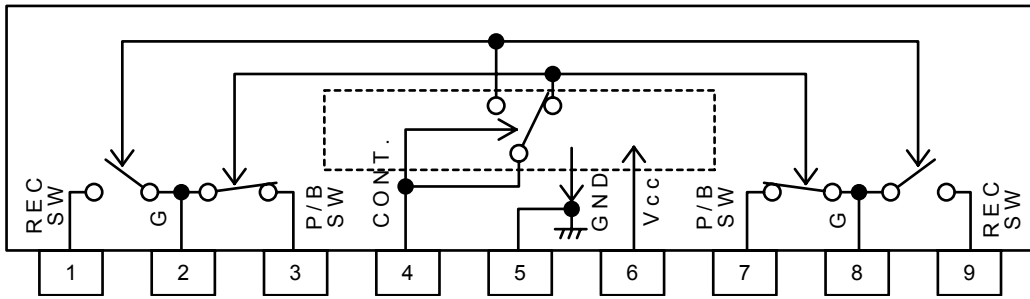 REC
SW
G
P/B
SW
CONT.
GND
Vcc
P/B
SW
G
REC
SW
1 2 3 4 5 6 7 8 9